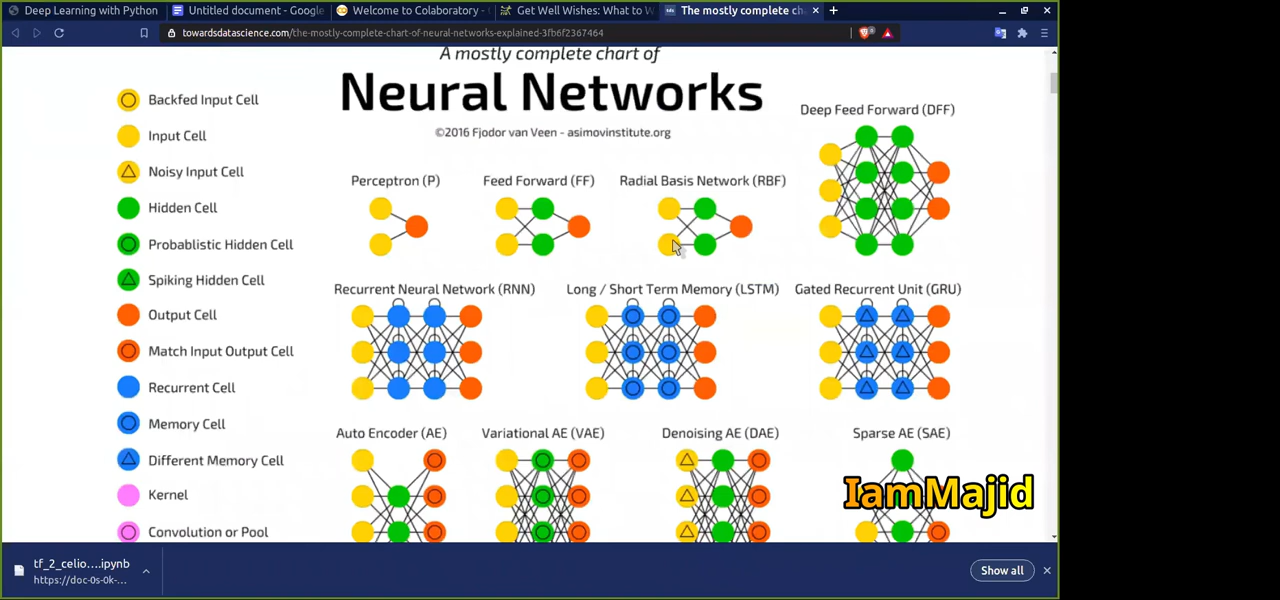 Deep Learning with Python
Untitled document - Google
Welcome to Colaboratory -
Get Well Wishes: What to W
The mostly complete ch
towardsdatascience.com/the-mostly-complete-chart-of-neural-networks-explained-3fb6f2367464
A mostly complete chart of
Neural Networks
©2016 Fjodor van Veen - asimovinstitute.org
Backfed Input Cell
Input Cell
Noisy Input Cell
Hidden Cell
Probablistic Hidden Cell
Spiking Hidden Cell
Output Cell
Match Input Output Cell
Recurrent Cell
Memory Cell
Different Memory Cell
Kernel
Convolution or Pool
Deep Feed Forward (DFF)
Perceptron (P)
Feed Forward (FF)
Radial Basis Network (RBF)
Recurrent Neural Network (RNN)
Long / Short Term Memory (LSTM)
Gated Recurrent Unit (GRU)
Auto Encoder (AE)
Variational AE (VAE)
Denoising AE (DAE)
Sparse AE (SAE)
IamMajid
tf_2_celio....ipynb
https://doc-0s-0k-...
Show all